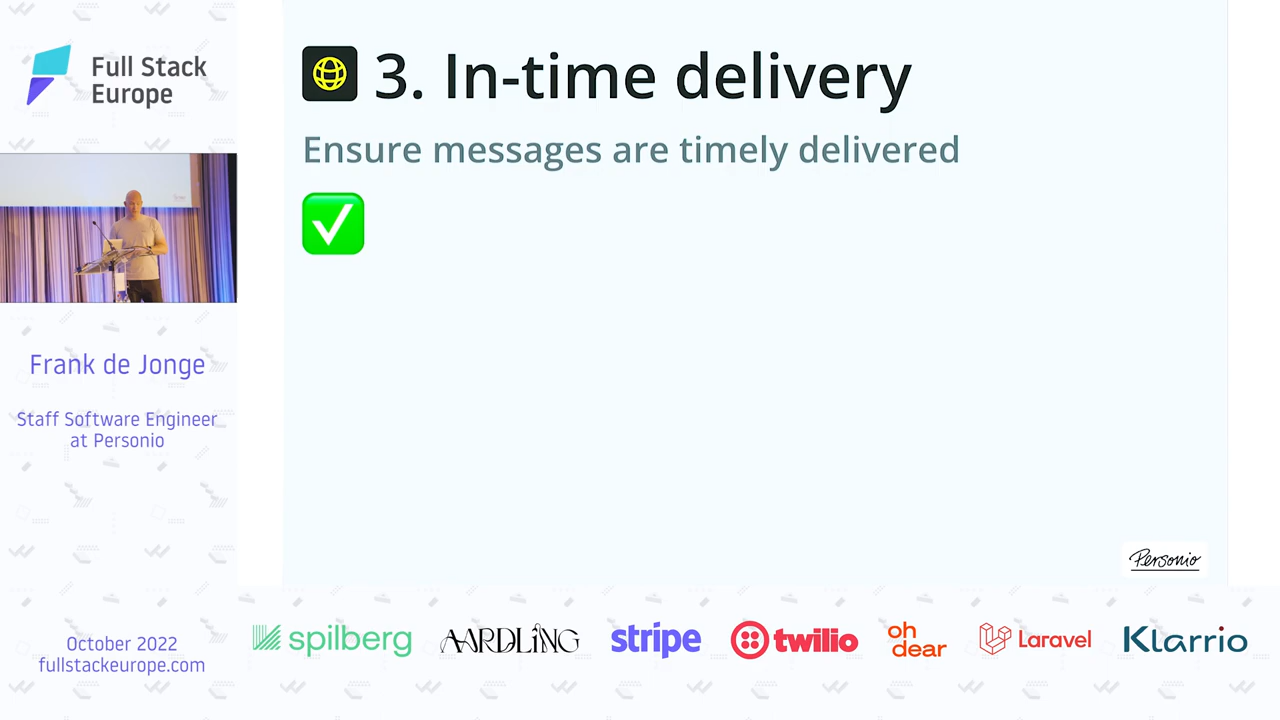 Full Stack
Europe
3. In-time delivery
Ensure messages are timely delivered
Frank de Jonge
Staff Software Engineer
at Personio
Personio
October 2022
fullstackeurope.com
spilberg
AARDLING
stripe
twilio
oh
dear
Laravel
Klarrio